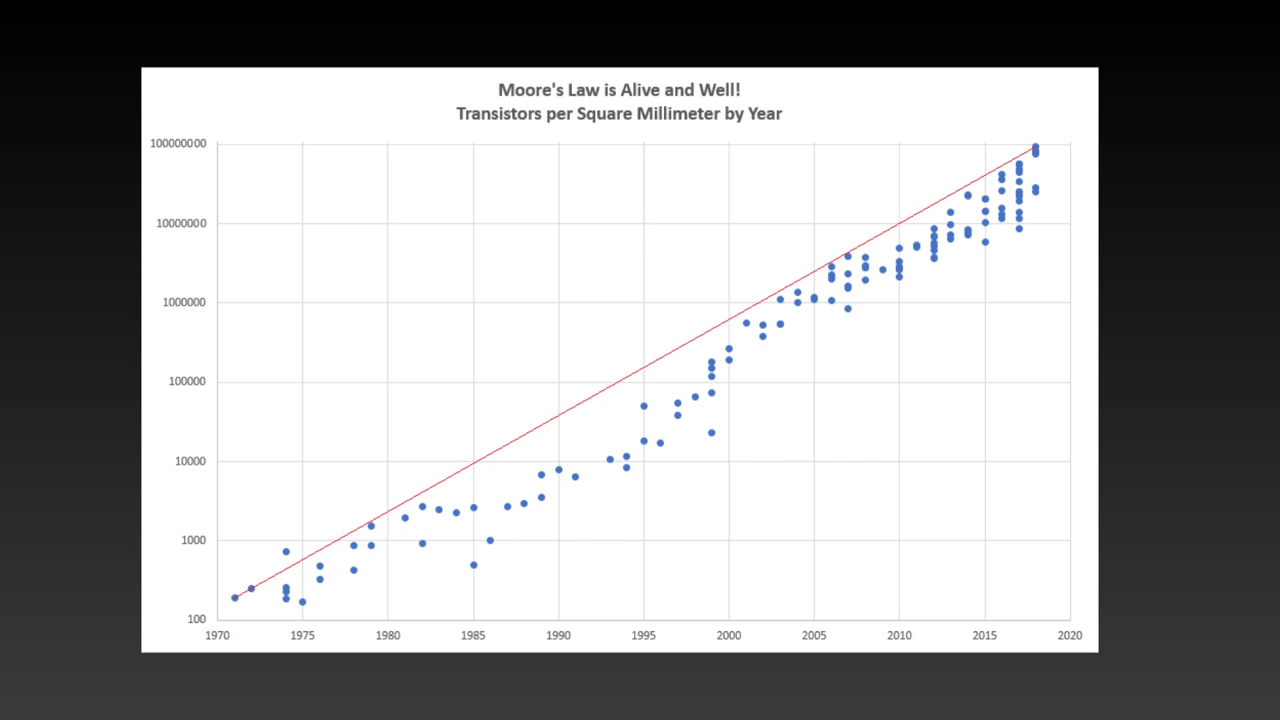 Moore's Law is Alive and Well!
Transistors per Square Millimeter by Year
100000000
10000000
1000000
100000
10000
1000
100
1970 1975 1980 1985 1990 1995 2000 2005 2010 2015 2020